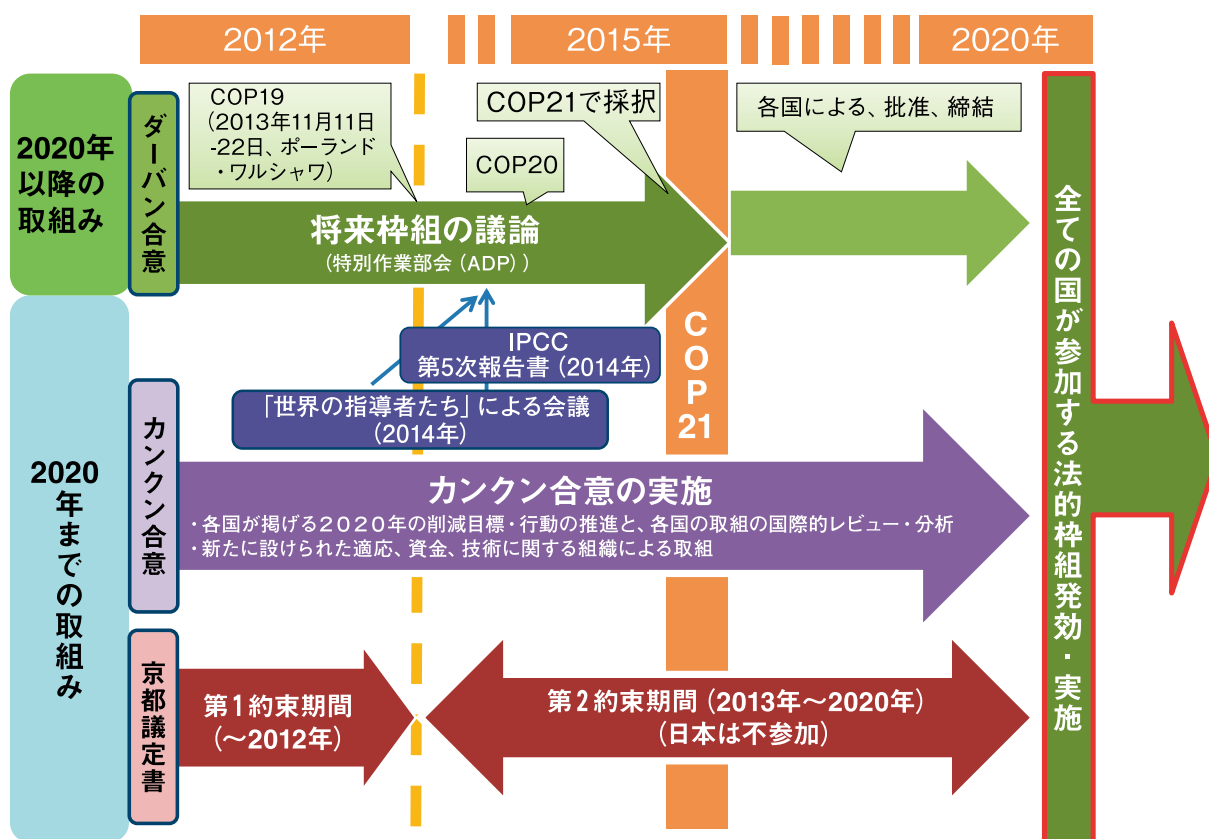 2012年
2015年
2020年
2020年
以降の
取組み
ダーバン合意
COP19
(2013年11月11日
-22日、ポーランド
・ワルシャワ)
COP20
COP21で採択
各国による、批准、締結
将来枠組の議論
(特別作業部会(ADP))
IPCC
第5次報告書(2014年)
「世界の指導者たち」による会議
(2014年)
COP
21
2020
年までの取組み
カンクン合意
カンクン合意の実施
・各国が掲げる2020年の削減目標・行動の推進と、各国の取組の国際的レビュー・分析
・新たに設けられた適応、資金、技術に関する組織による取組
京都議定書
第1約束期間
(~2012年)
第2約束期間(2013年~2020年)
(日本は不参加)
全ての国が参加する法的枠組発効・実施